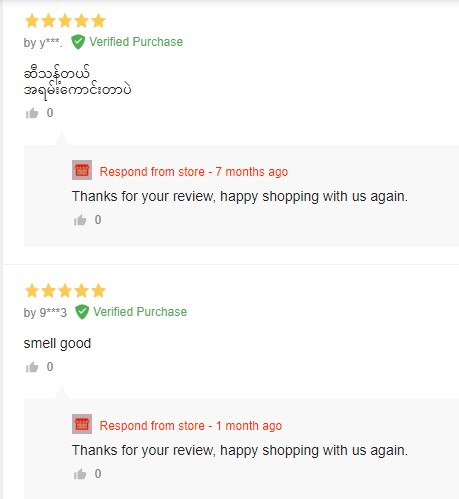 by y***. Verified Purchase
ဆီသန့်တယ်
အရမ်းကောင်းတာပဲ
0
Respond from store - 7 months ago
Thanks for your review, happy shopping with us again.
0
by 9***3 Verified Purchase
smell good
0
Respond from store - 1 month ago
Thanks for your review, happy shopping with us again.
0